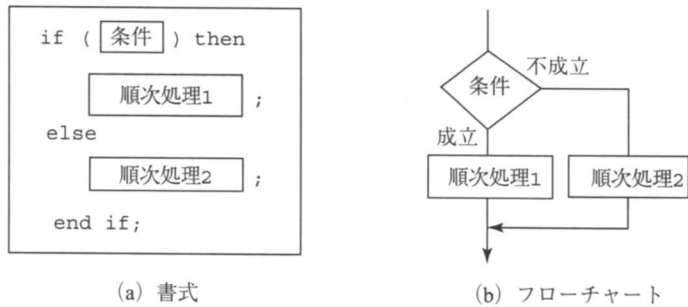 if ( 条件 ) then
順次処理1 ;
else
順次処理2 ;
end if;
(a) 書式
条件
不成立
成立
順次処理1
順次処理2
(b) フローチャート